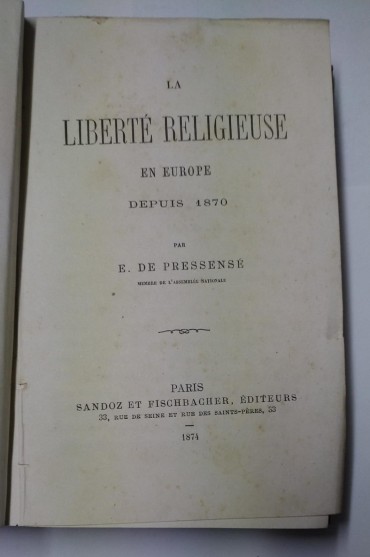 LA
LIBERTÉ RELIGIEUSE
EN EUROPE
DEPUIS 1870
PAR
E. DE PRESSENSÉ
MEMBRE DE L'ASSEMBLÉE NATIONALE
PARIS
SANDOZ ET FISCHBACHER, ÉDITEURS
33, RUE DE SEINE ET RUE DES SAINTS-PÈRES, 33
—
1874